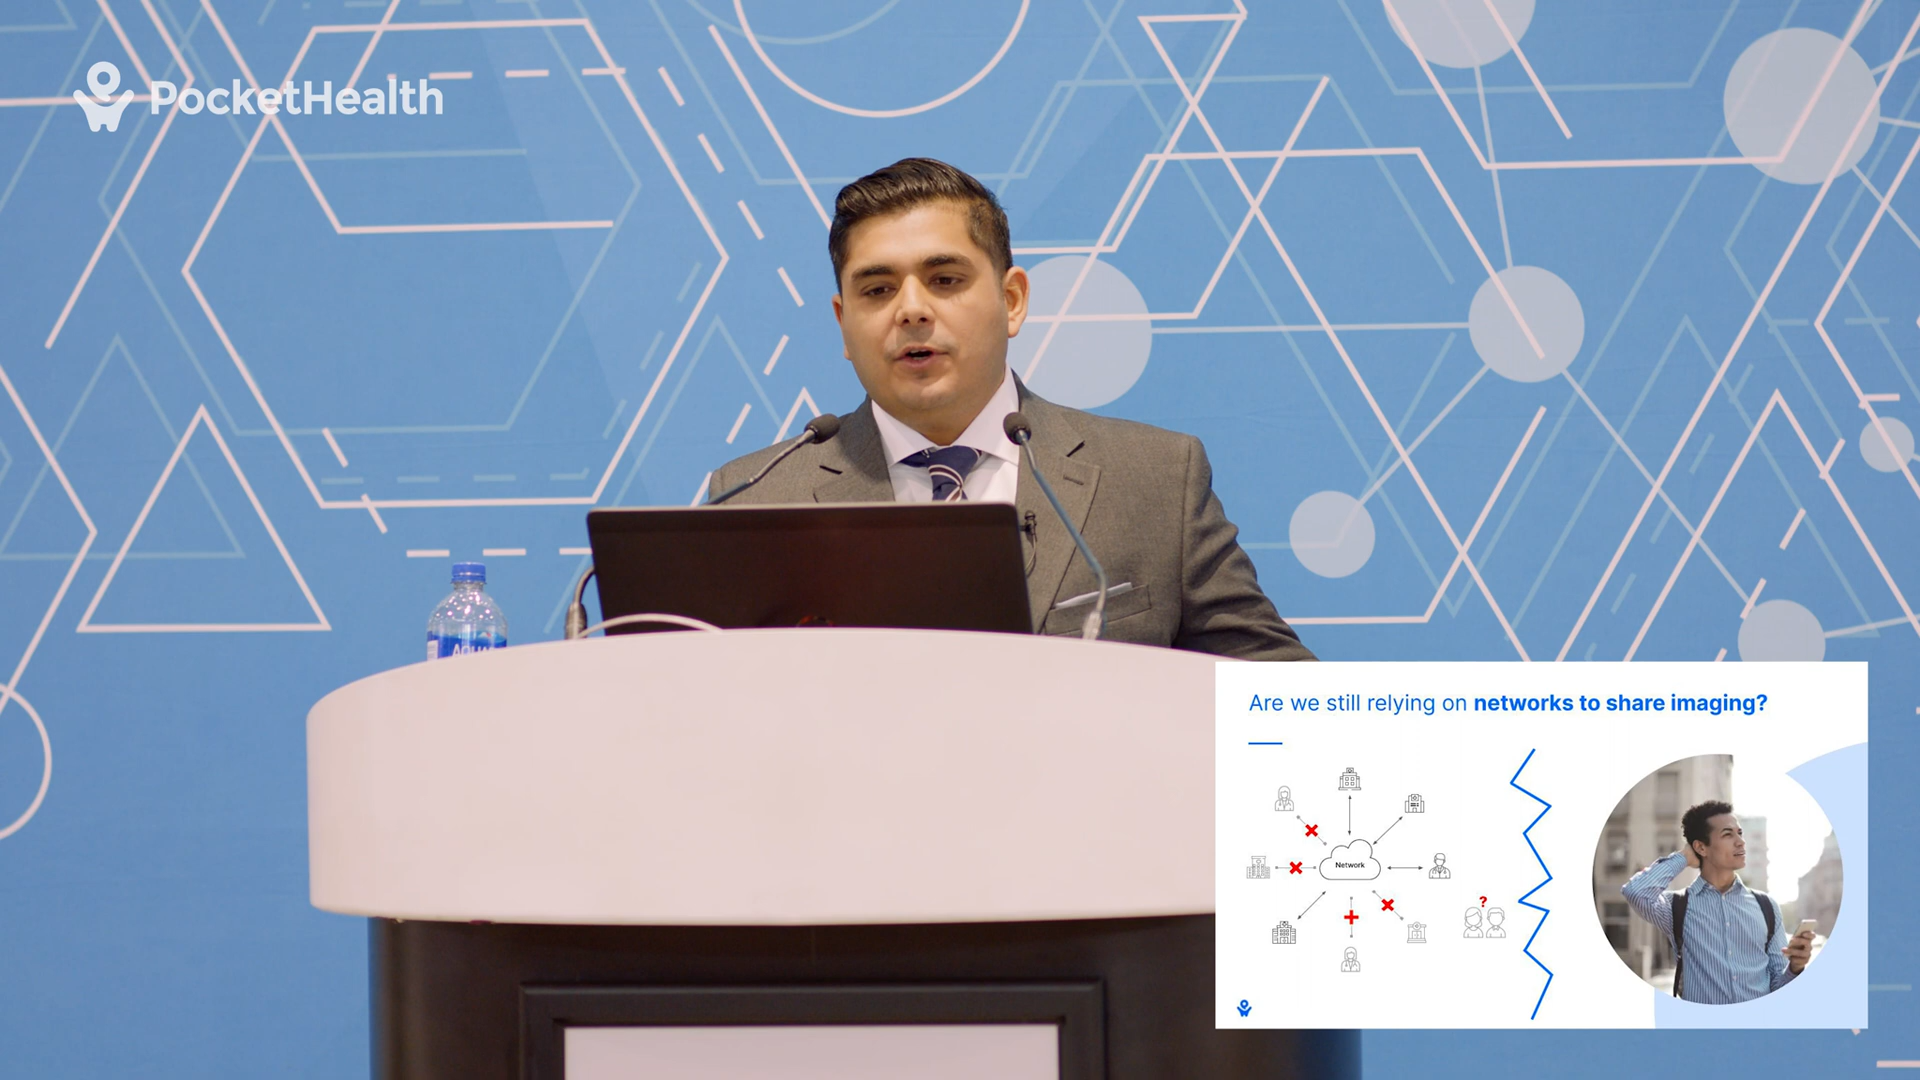 PocketHealth
Are we still relying on networks to share imaging?
Network
?